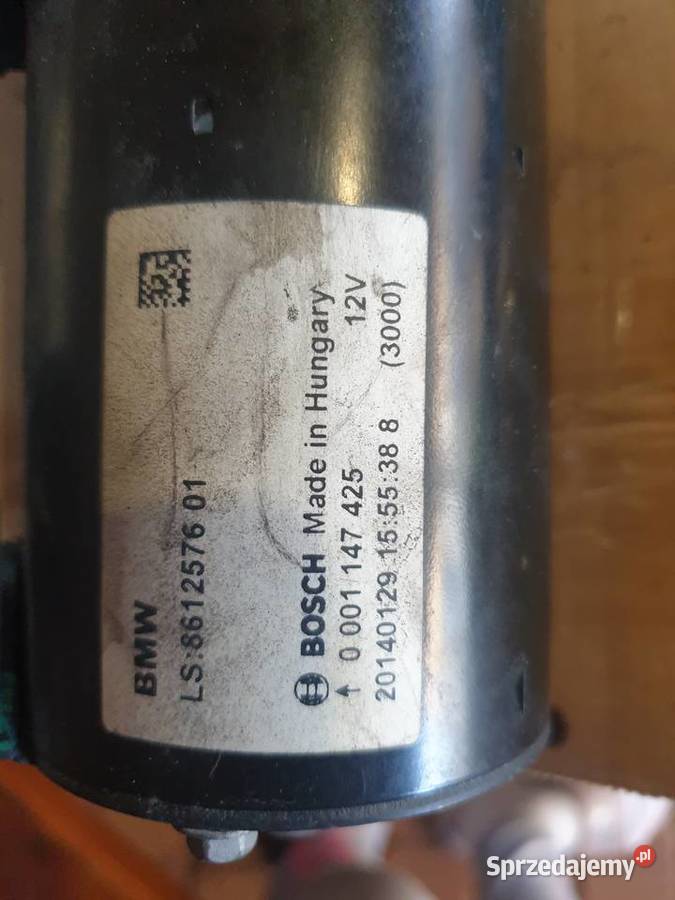 BMW
LS:8612576 01
BOSCH Made in Hungary
↑ 0 001 147 425 12V
20140129 15:55:38 8 (3000)
Sprzedajemy.pl